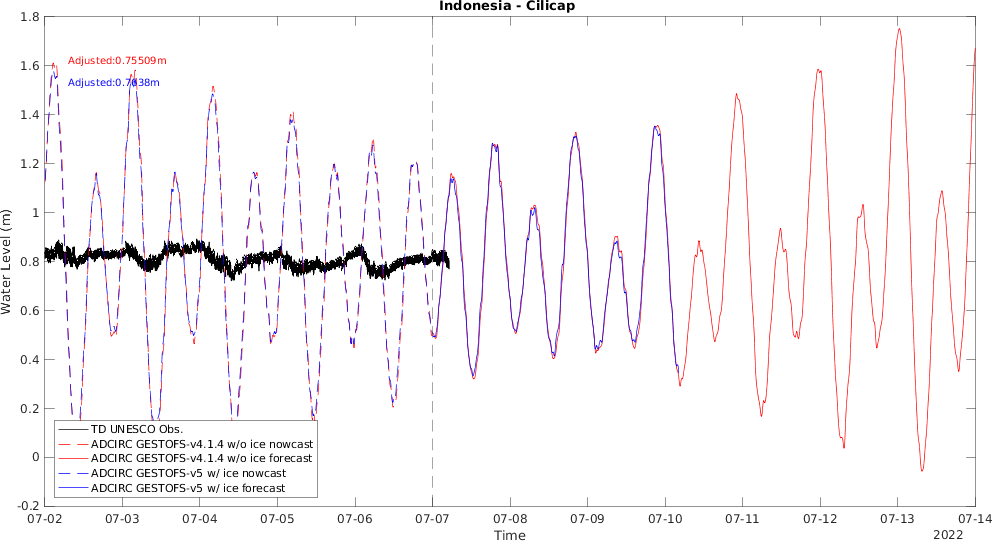 Indonesia - Cilicap
Adjusted:0.75509m
Adjusted:0.7638m
Water Level (m)
1.8
1.6
1.4
1.2
1
0.8
0.6
0.4
0.2
0
-0.2
TD UNESCO Obs.
ADCIRC GESTOFS-v4.1.4 w/o ice nowcast
ADCIRC GESTOFS-v4.1.4 w/o ice forecast
ADCIRC GESTOFS-v5 w/ ice nowcast
ADCIRC GESTOFS-v5 w/ ice forecast
07-02 07-03 07-04 07-05 07-06 07-07 07-08 07-09 07-10 07-11 07-12 07-13 07-14
Time
2022